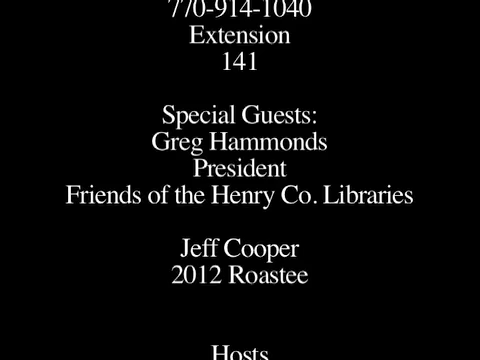 770-914-1040
Extension
141
Special Guests:
Greg Hammonds
President
Friends of the Henry Co. Libraries
Jeff Cooper
2012 Roastee
Hosts